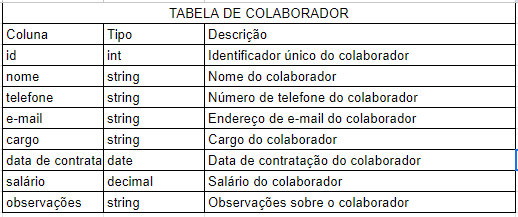 TABELA DE COLABORADOR
Coluna Tipo Descrição
id int Identificador único do colaborador
nome string Nome do colaborador
telefone string Número de telefone do colaborador
e-mail string Endereço de e-mail do colaborador
cargo string Cargo do colaborador
data de contrata date Data de contratação do colaborador
salário decimal Salário do colaborador
observações string Observações sobre o colaborador